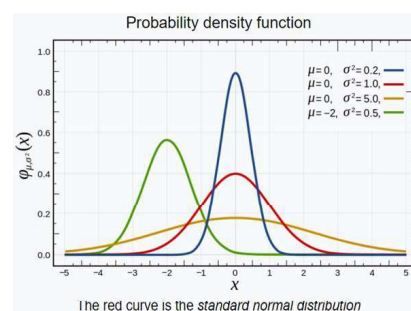 Probability density function
φμ,σ²(x)
1.0
0.8
0.6
0.4
0.2
0.0
μ= 0, σ²= 0.2,
μ= 0, σ²= 1.0,
μ= 0, σ²= 5.0,
μ= −2, σ²= 0.5,
−5 −4 −3 −2 −1 0 1 2 3 4 5
x
The red curve is the standard normal distribution